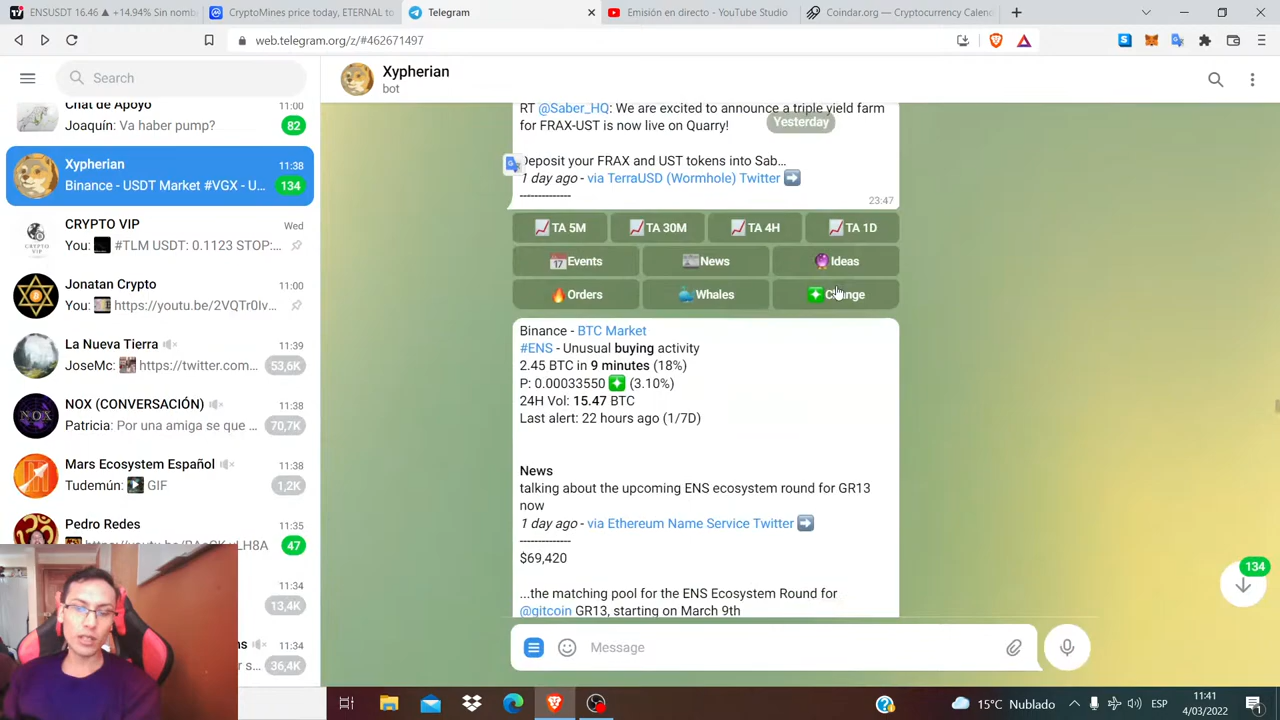 ENSUSDT 16.46 ▲ +14.94% Sin nomb
CryptoMines price today, ETERNAL to
Telegram
Emisión en directo - YouTube Studio
Coindar.org — Cryptocurrency Calen
web.telegram.org/z/#462671497
Search
Chat de Apoyo 11:00
Joaquín: Va haber pump? 82
Xypherian 11:38
Binance - USDT Market #VGX - U... 134
CRYPTO VIP Wed
You: #TLM USDT: 0.1123 STOP:...
Jonatan Crypto 11:00
You: https://youtu.be/2VQTr0Iv...
La Nueva Tierra 11:39
JoseMc: https://twitter.com... 53,6K
NOX (CONVERSACIÓN) 11:38
Patricia: Por una amiga se que ... 70,7K
Mars Ecosystem Español 11:38
Tudemún: GIF 1,2K
Pedro Redes 11:35
47
11:34
13,4K
11:34
36,4K
Xypherian
bot
RT @Saber_HQ: We are excited to announce a triple yield farm
for FRAX-UST is now live on Quarry!
Yesterday
Deposit your FRAX and UST tokens into Sab…
1 day ago - via TerraUSD (Wormhole) Twitter ➡
--------------
23:47
TA 5M TA 30M TA 4H TA 1D
Events News Ideas
Orders Whales Change
Binance - BTC Market
#ENS - Unusual buying activity
2.45 BTC in 9 minutes (18%)
P: 0.00033550 (3.10%)
24H Vol: 15.47 BTC
Last alert: 22 hours ago (1/7D)
News
talking about the upcoming ENS ecosystem round for GR13
now
1 day ago - via Ethereum Name Service Twitter ➡
--------------
$69,420
...the matching pool for the ENS Ecosystem Round for
@gitcoin GR13, starting on March 9th
134
Message
15°C Nublado
ESP
11:41
4/03/2022
1